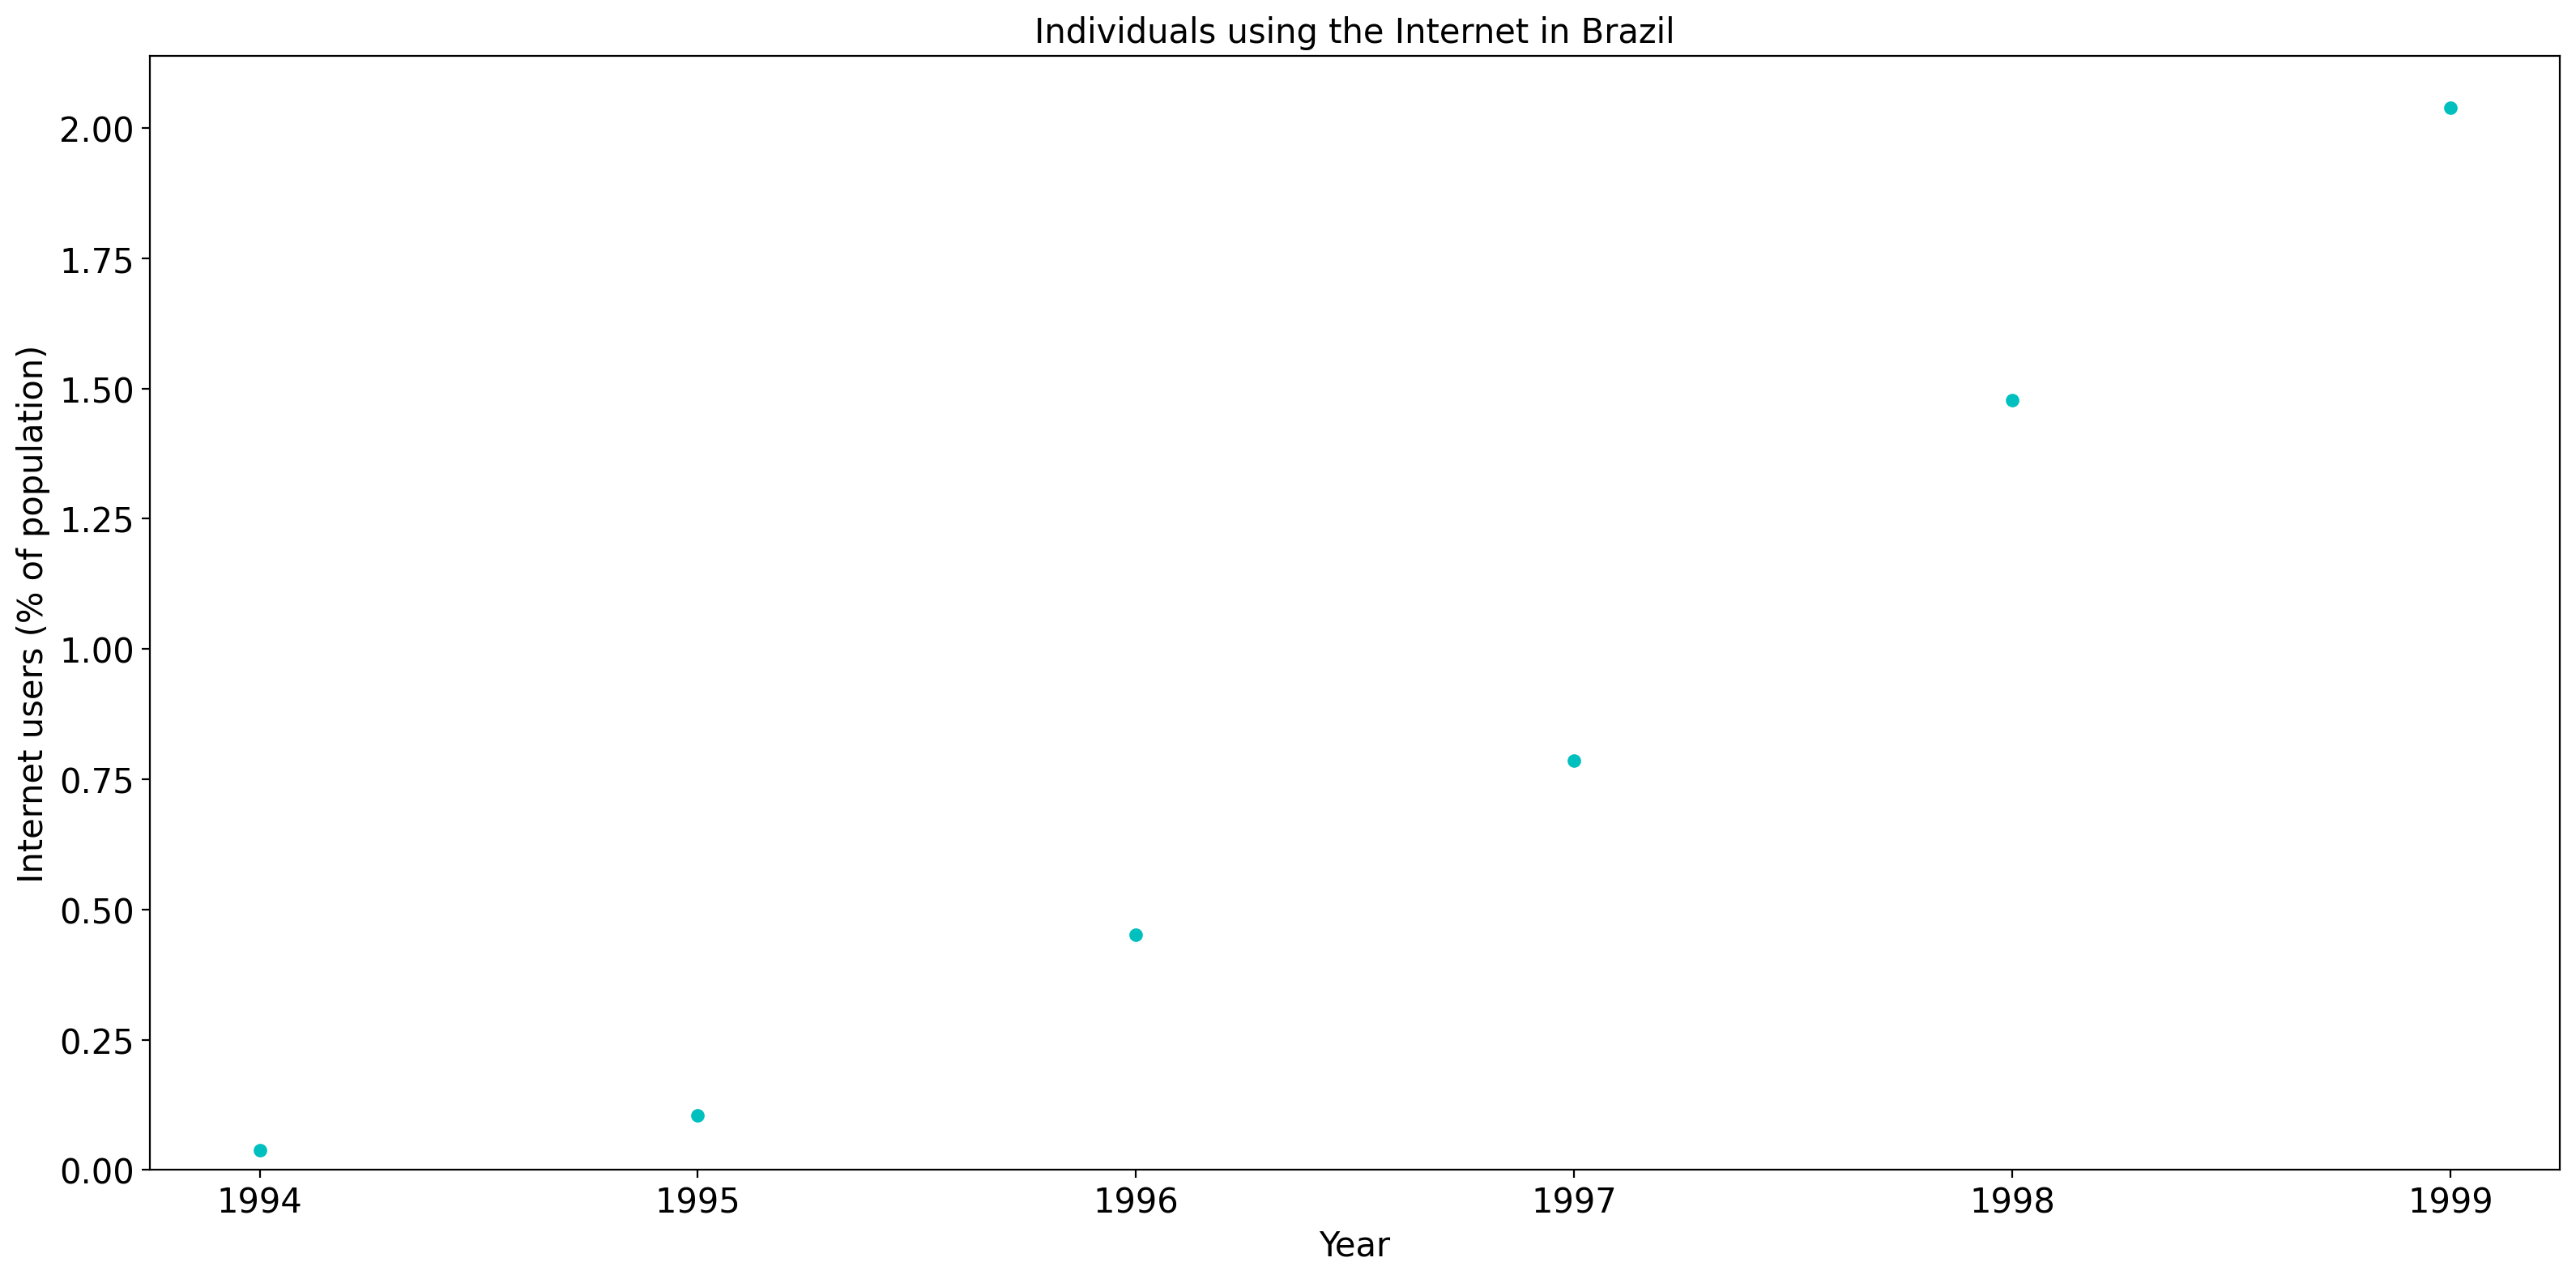 Individuals using the Internet in Brazil
Internet users (% of population)
2.00
1.75
1.50
1.25
1.00
0.75
0.50
0.25
0.00
1994 1995 1996 1997 1998 1999
Year